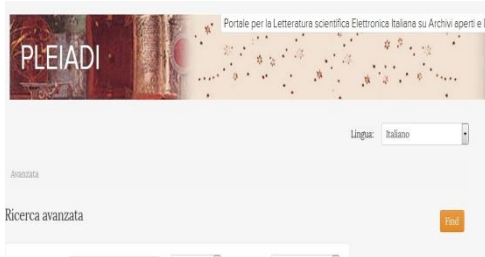 Portale per la Letteratura scientifica Elettronica Italiana su Archivi aperti e
PLEIADI
Lingua: Italiano
Avanzata
Ricerca avanzata
Find